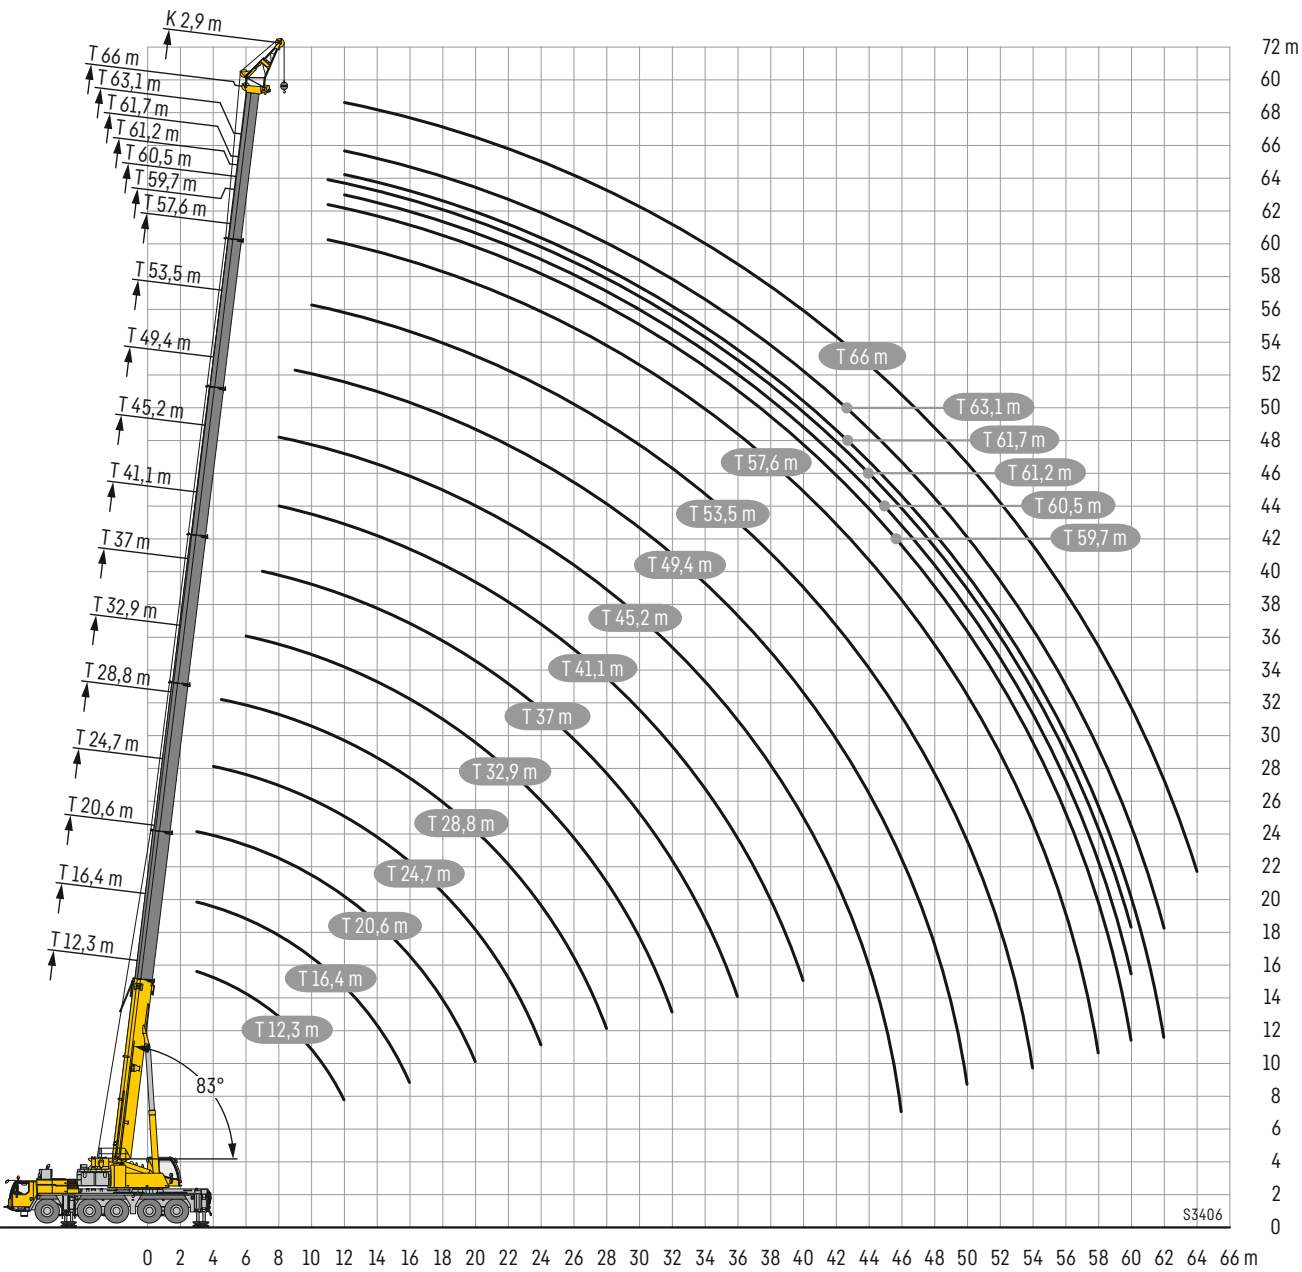 K 2,9 m
T 66 m
T 63,1 m
T 61,7 m
T 61,2 m
T 60,5 m
T 59,7 m
T 57,6 m
T 53,5 m
T 49,4 m
T 45,2 m
T 41,1 m
T 37 m
T 32,9 m
T 28,8 m
T 24,7 m
T 20,6 m
T 16,4 m
T 12,3 m
83°
T 66 m
T 63,1 m
T 61,7 m
T 61,2 m
T 60,5 m
T 59,7 m
T 57,6 m
T 53,5 m
T 49,4 m
T 45,2 m
T 41,1 m
T 37 m
T 32,9 m
T 28,8 m
T 24,7 m
T 20,6 m
T 16,4 m
T 12,3 m
72 m
60
68
66
64
62
60
58
56
54
52
50
48
46
44
42
40
38
36
34
32
30
28
26
24
22
20
18
16
14
12
10
8
6
4
2
0
S3406
0 2 4 6 8 10 12 14 16 18 20 22 24 26 28 30 32 34 36 38 40 42 44 46 48 50 52 54 56 58 60 62 64 66 m